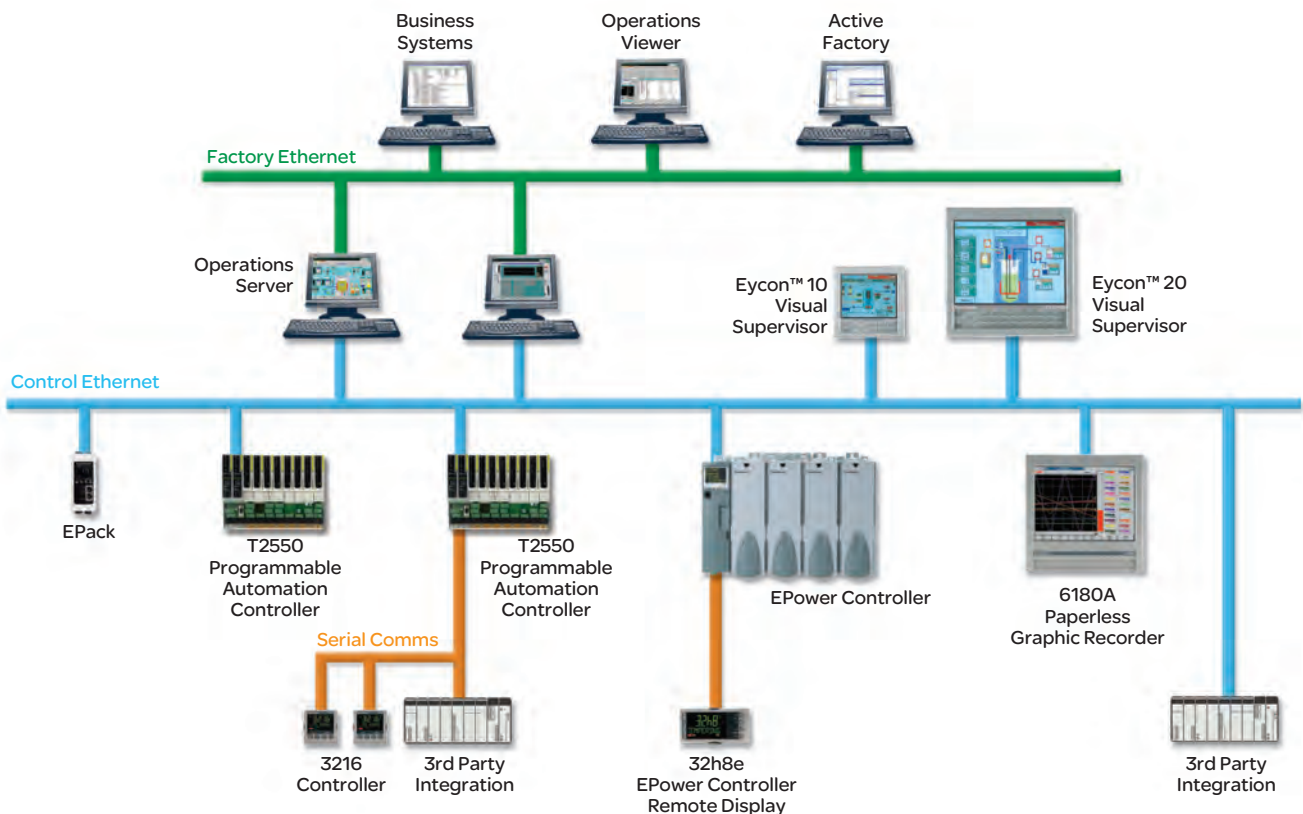 Business
Systems
Operations
Viewer
Active
Factory
Factory Ethernet
Operations
Server
Eycon™ 10
Visual
Supervisor
Eycon™ 20
Visual
Supervisor
Control Ethernet
EPack
T2550
Programmable
Automation
Controller
T2550
Programmable
Automation
Controller
EPower Controller
6180A
Paperless
Graphic Recorder
Serial Comms
3216
Controller
3rd Party
Integration
32h8
32h8e
EPower Controller
Remote Display
3rd Party
Integration